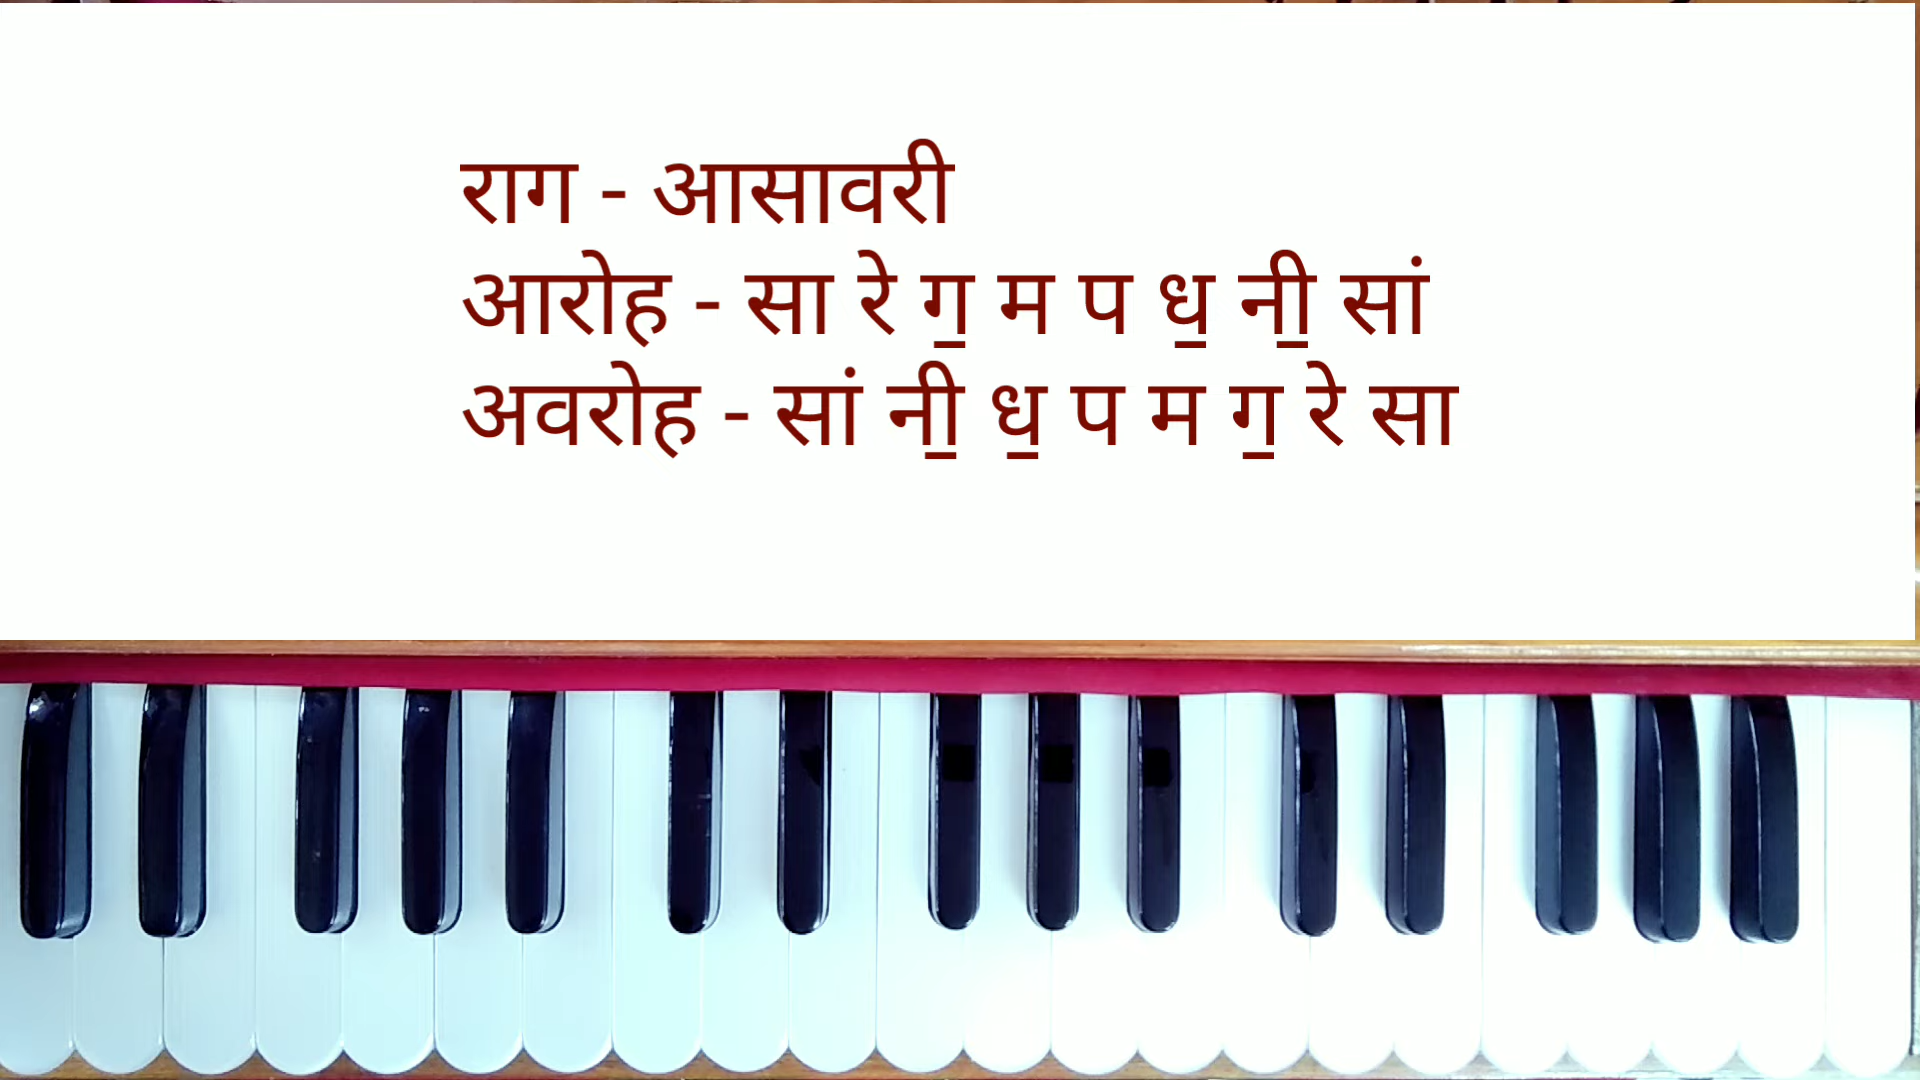 राग - आसावरी
आरोह - सा रे ग॒ म प ध॒ नी॒ सां
अवरोह - सां नी॒ ध॒ प म ग॒ रे सा